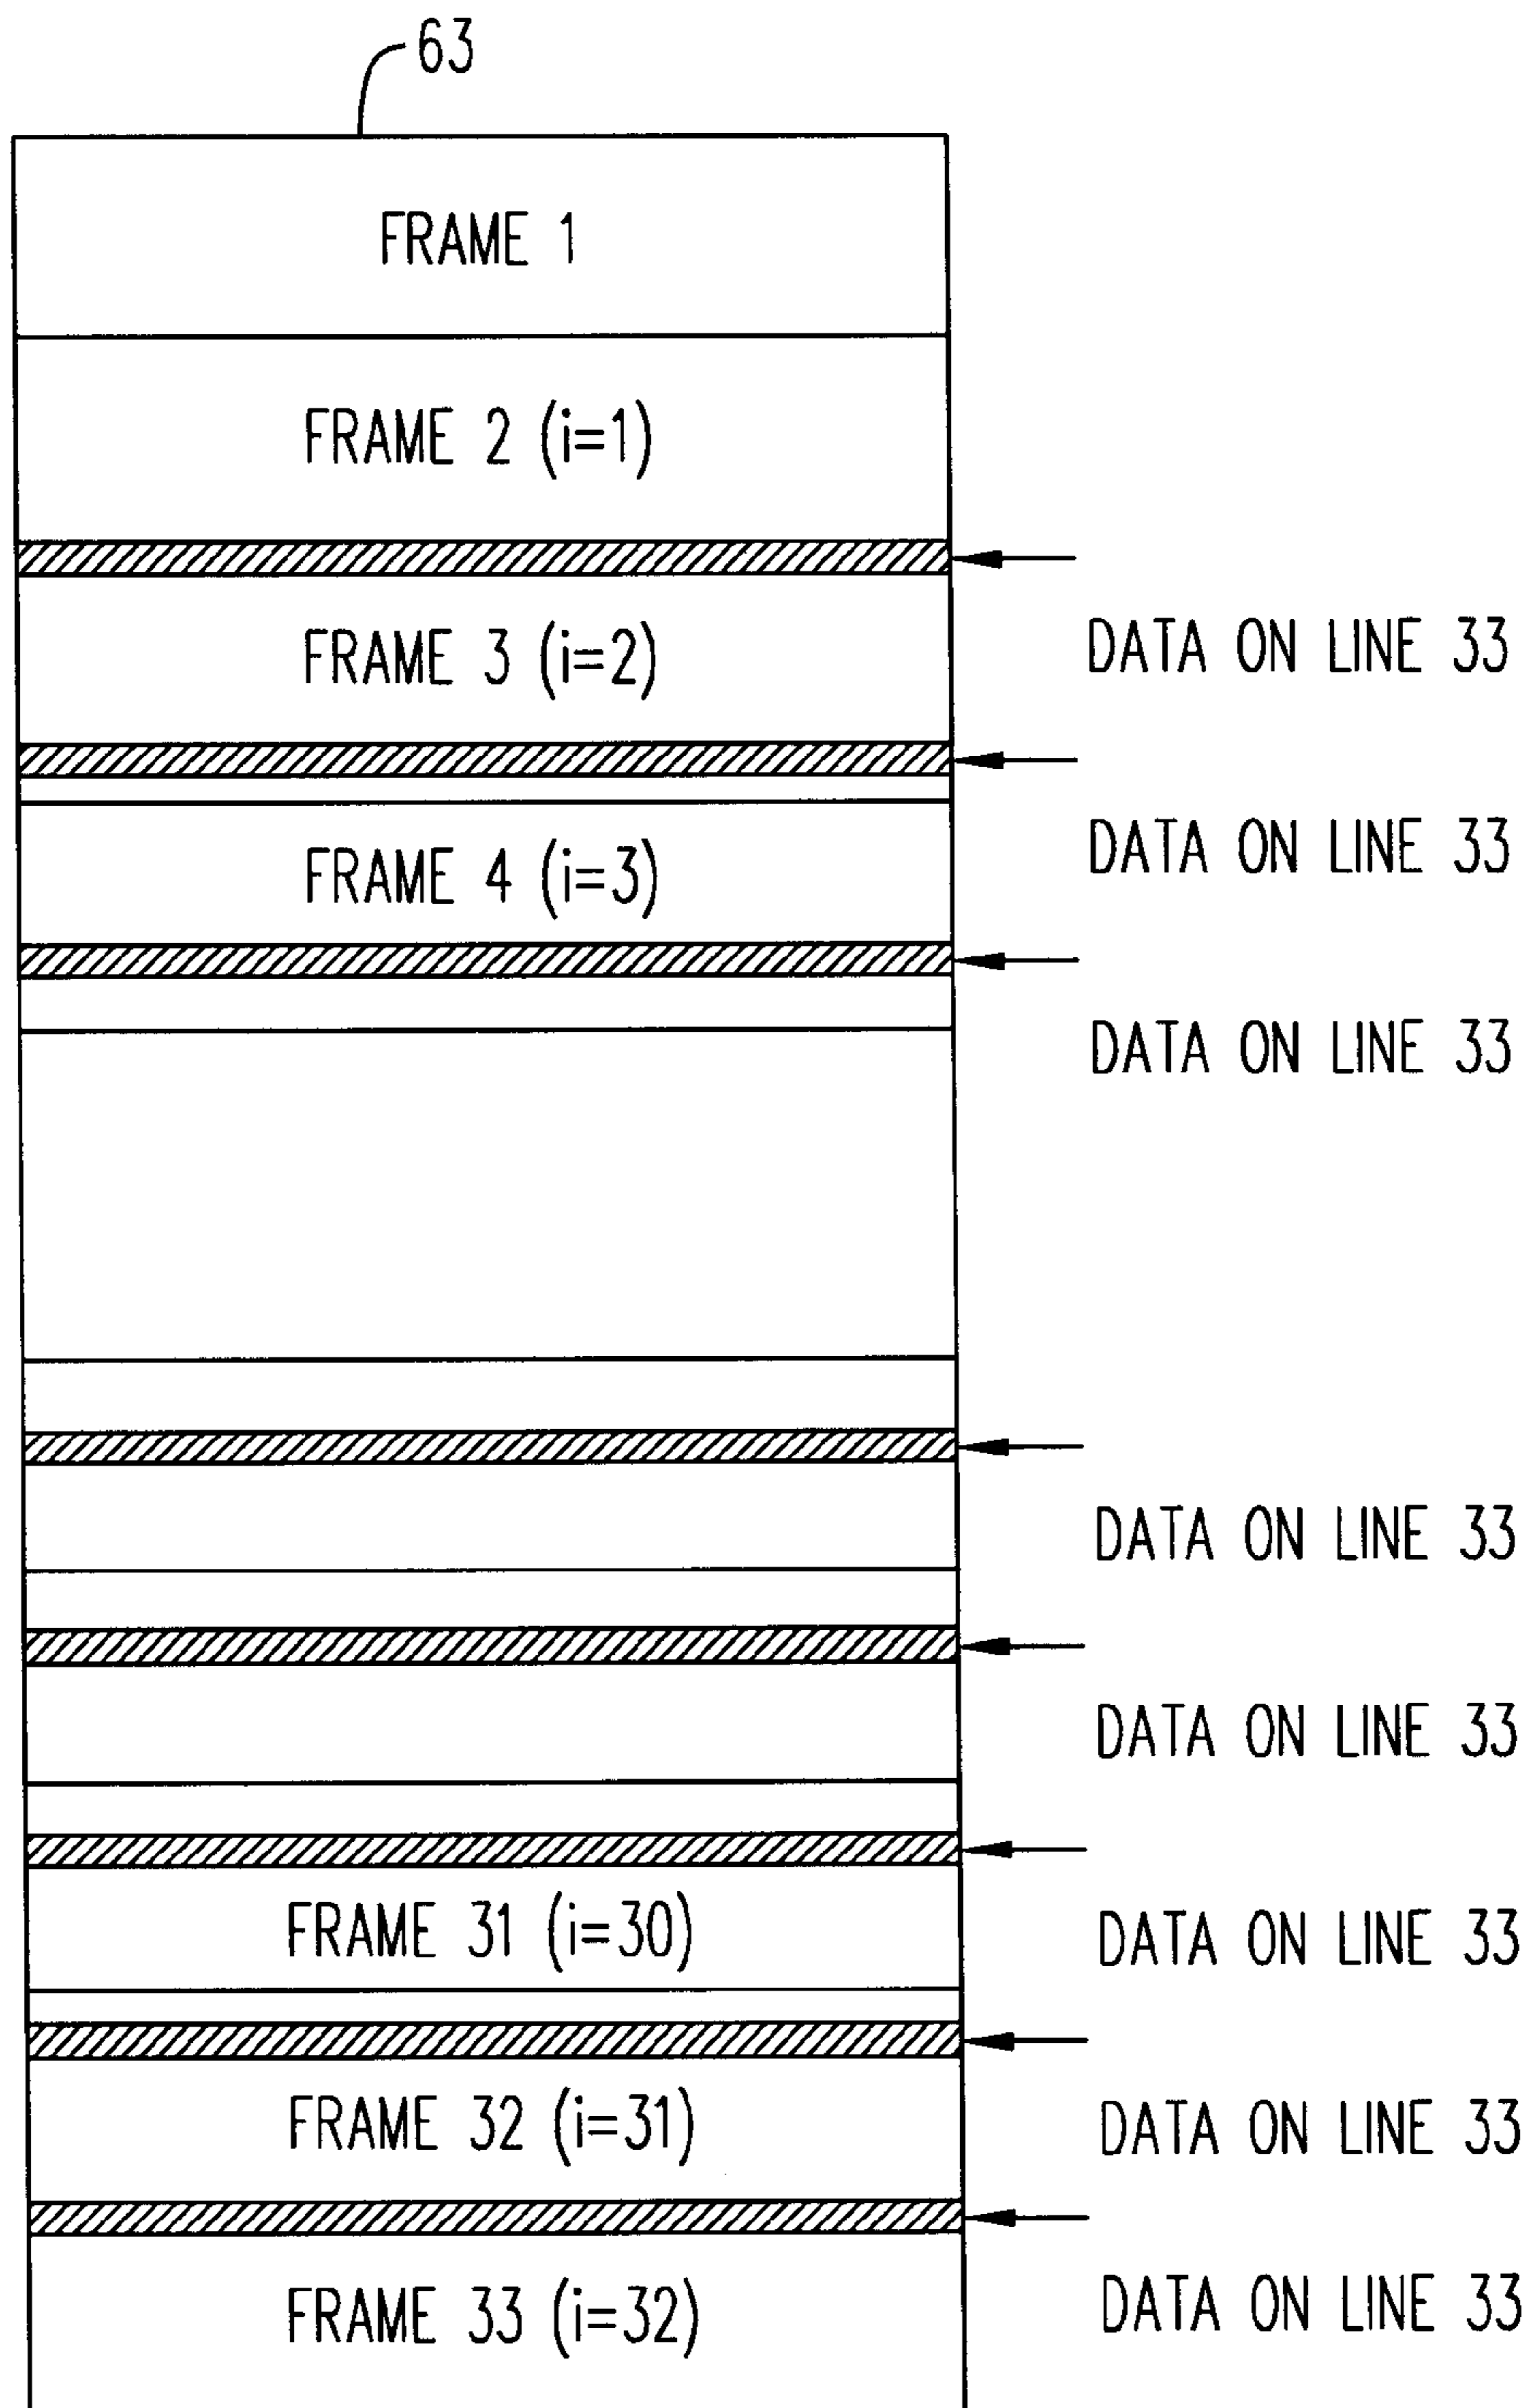 63
FRAME 1
FRAME 2 (i=1)
FRAME 3 (i=2)
DATA ON LINE 33
FRAME 4 (i=3)
DATA ON LINE 33
DATA ON LINE 33
DATA ON LINE 33
DATA ON LINE 33
FRAME 31 (i=30)
DATA ON LINE 33
FRAME 32 (i=31)
DATA ON LINE 33
FRAME 33 (i=32)
DATA ON LINE 33